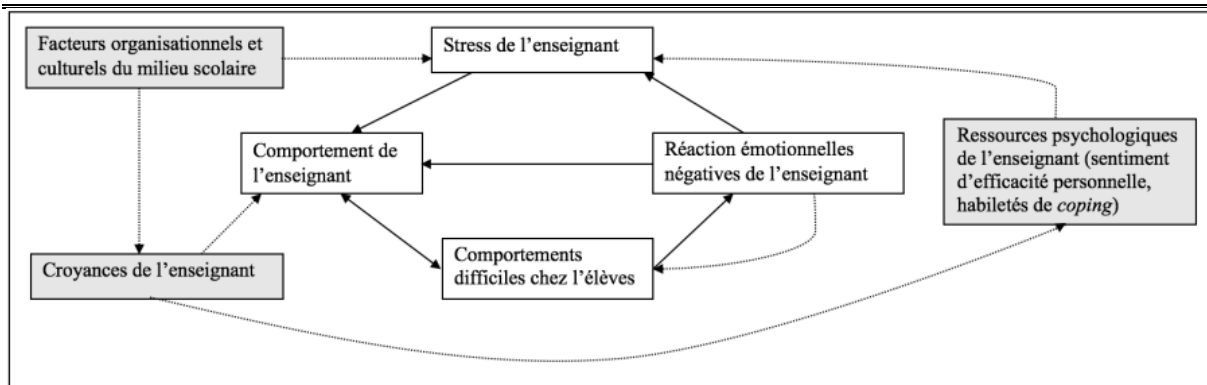 Facteurs organisationnels et
culturels du milieu scolaire
Stress de l'enseignant
Comportement de
l'enseignant
Réaction émotionnelles
négatives de l'enseignant
Ressources psychologiques
de l'enseignant (sentiment
d'efficacité personnelle,
habiletés de coping)
Croyances de l'enseignant
Comportements
difficiles chez l'élèves